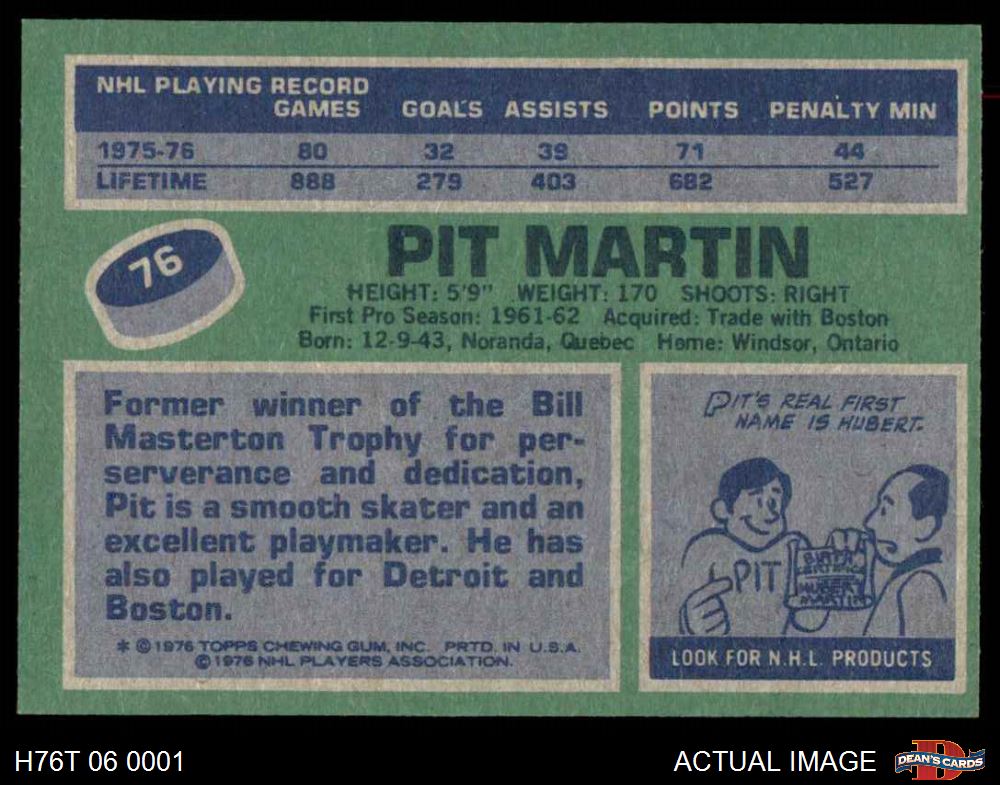 NHL PLAYING RECORD
GAMES GOALS ASSISTS POINTS PENALTY MIN
1975-76 80 32 39 71 44
LIFETIME 888 279 403 682 527
76
PIT MARTIN
HEIGHT: 5'9" WEIGHT: 170 SHOOTS: RIGHT
First Pro Season: 1961-62 Acquired: Trade with Boston
Born: 12-9-43, Noranda, Quebec Home: Windsor, Ontario
Former winner of the Bill
Masterton Trophy for per-
serverance and dedication,
Pit is a smooth skater and an
excellent playmaker. He has
also played for Detroit and
Boston.
* © 1976 TOPPS CHEWING GUM, INC. PRTD. IN U.S.A.
© 1976 NHL PLAYERS ASSOCIATION.
PIT'S REAL FIRST
NAME IS HUBERT.
PIT
BIRTH
HUBERT
MARTIN
LOOK FOR N.H.L. PRODUCTS
H76T 06 0001
ACTUAL IMAGE
D
DEAN'S CARDS